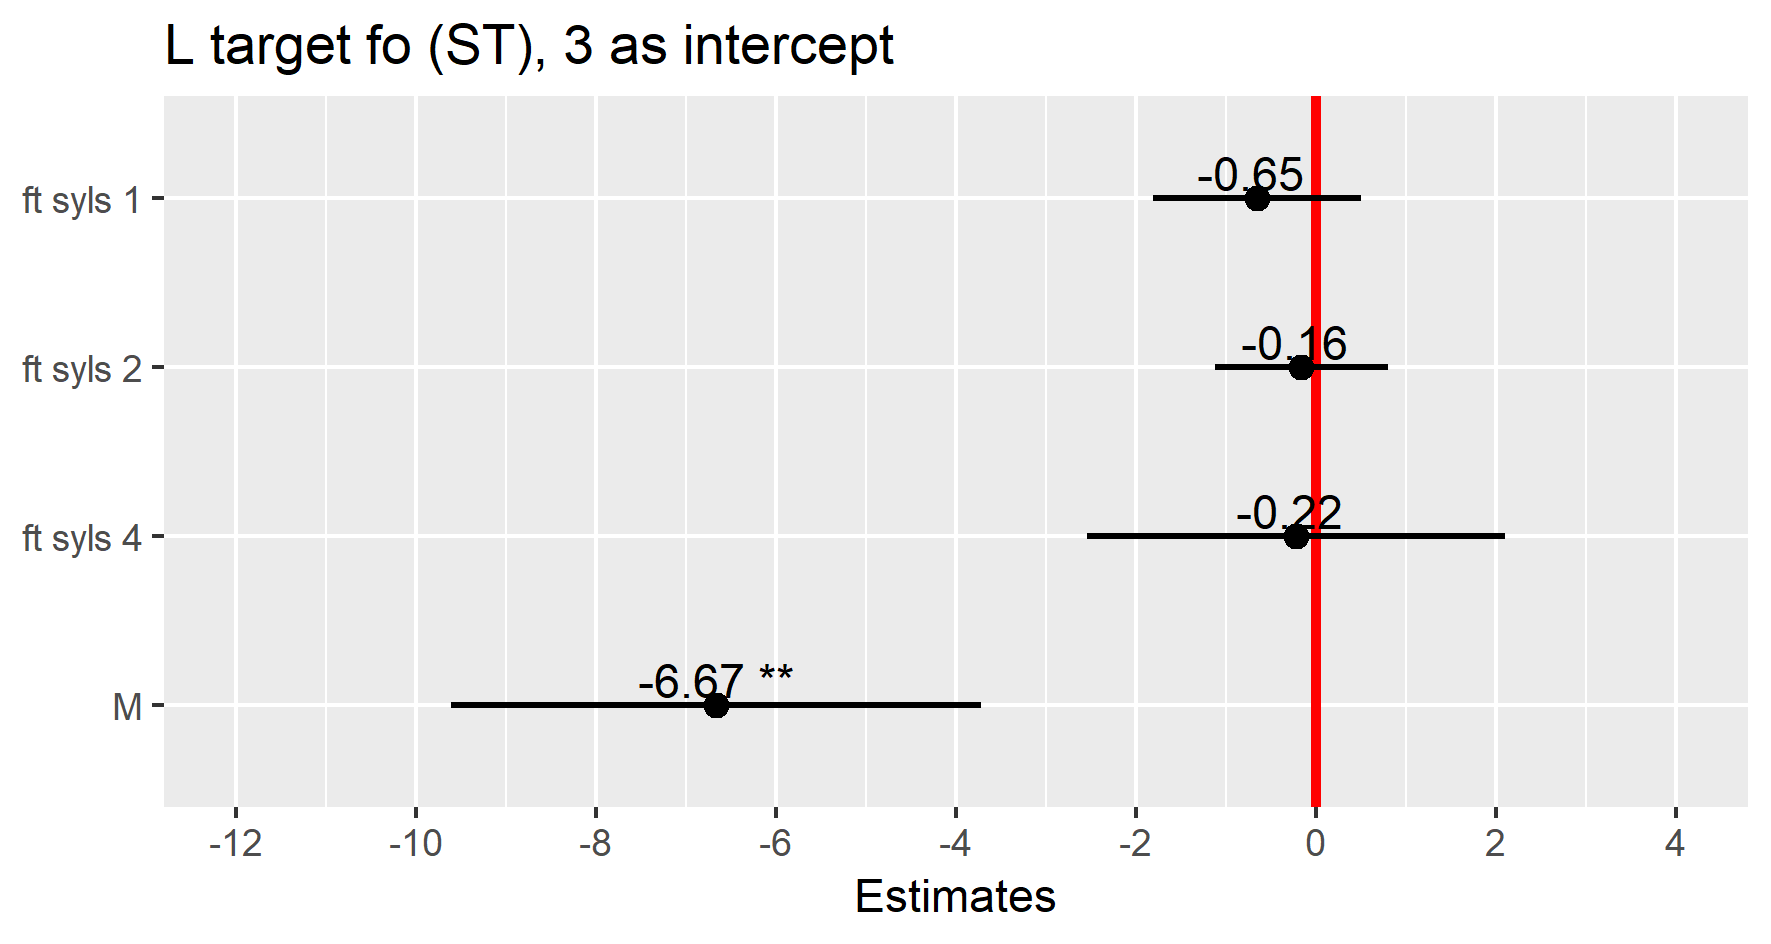 L target fo (ST), 3 as intercept
ft syls 1
-0.65
ft syls 2
-0.16
ft syls 4
-0.22
M
-6.67 **
-12 -10 -8 -6 -4 -2 0 2 4
Estimates